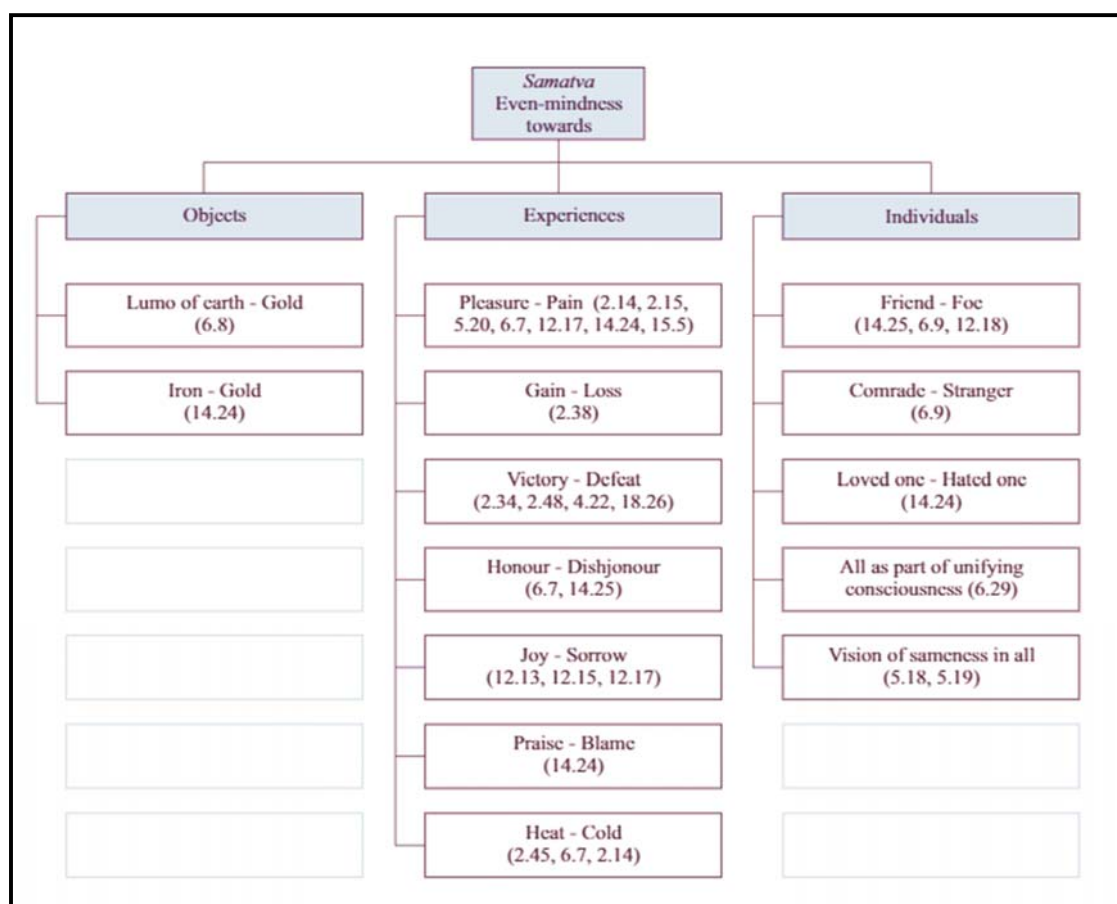 Samatva
Even-mindness
towards
Objects
Lumo of earth - Gold
(6.8)
Iron - Gold
(14.24)
Experiences
Pleasure - Pain (2.14, 2.15,
5.20, 6.7, 12.17, 14.24, 15.5)
Gain - Loss
(2.38)
Victory - Defeat
(2.34, 2.48, 4.22, 18.26)
Honour - Dishjonour
(6.7, 14.25)
Joy - Sorrow
(12.13, 12.15, 12.17)
Praise - Blame
(14.24)
Heat - Cold
(2.45, 6.7, 2.14)
Individuals
Friend - Foe
(14.25, 6.9, 12.18)
Comrade - Stranger
(6.9)
Loved one - Hated one
(14.24)
All as part of unifying
consciousness (6.29)
Vision of sameness in all
(5.18, 5.19)